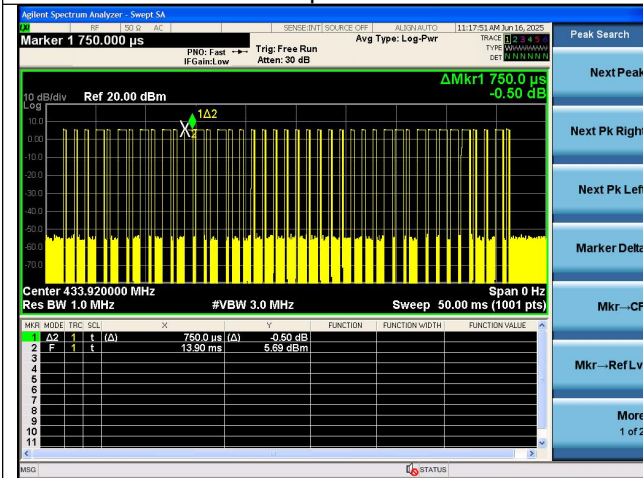 Agilent Spectrum Analyzer - Swept SA
RF 50 Ω AC SENSE:INT SOURCE OFF ALIGN AUTO 11:17:51 AM Jun 16, 2025
Marker 1 750.000 µs
PNO: Fast
IFGain:Low
Trig: Free Run
Atten: 30 dB
Avg Type: Log-Pwr
TRACE 1 2 3 4 5 6
TYPE
DET N N N N N N
ΔMkr1 750.0 µs
-0.50 dB
10 dB/div Ref 20.00 dBm
Log
1Δ2
10.0
0.00
-10.0
-20.0
-30.0
-40.0
-50.0
-60.0
-70.0
Center 433.920000 MHz Span 0 Hz
Res BW 1.0 MHz #VBW 3.0 MHz Sweep 50.00 ms (1001 pts)
MKR MODE TRC SCL X Y FUNCTION FUNCTION WIDTH FUNCTION VALUE
1 Δ2 1 t (Δ) 750.0 µs (Δ) -0.50 dB
2 F 1 t 13.90 ms 5.69 dBm
3
4
5
6
7
8
9
10
11
MSG STATUS
Peak Search
Next Peak
Next Pk Right
Next Pk Left
Marker Delta
Mkr→CF
Mkr→Ref Lvl
More
1 of 2